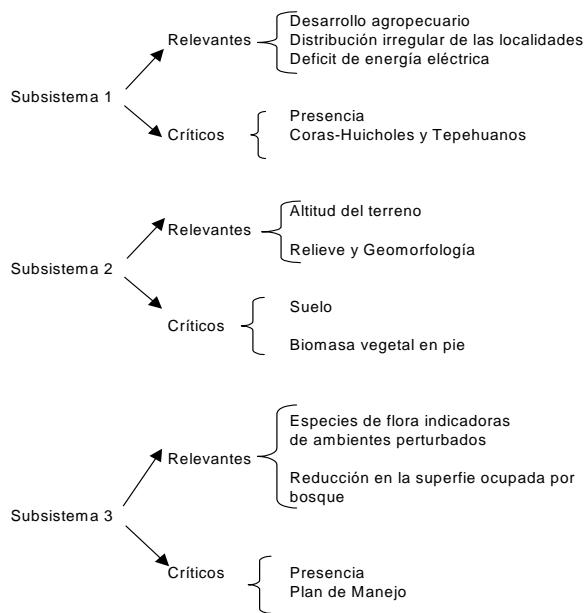 Desarrollo agropecuario
Relevantes
Distribución irregular de las localidades
Deficit de energía eléctrica
Subsistema 1
Presencia
Críticos
Coras-Huicholes y Tepehuanos
Altitud del terreno
Relevantes
Relieve y Geomorfología
Subsistema 2
Suelo
Críticos
Biomasa vegetal en pie
Especies de flora indicadoras
de ambientes perturbados
Relevantes
Reducción en la superfie ocupada por
bosque
Subsistema 3
Críticos
Presencia
Plan de Manejo